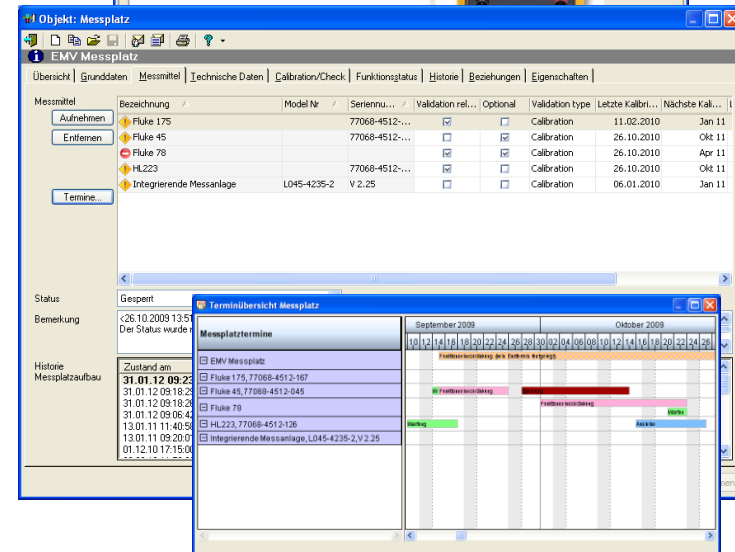 Objekt: Messplatz
EMV Messplatz
Übersicht Grunddaten Messmittel Technische Daten Calibration/Check Funktionsstatus Historie Beziehungen Eigenschaften
Messmittel
Aufnehmen
Entfernen
Termine...
Bezeichnung Model Nr Seriennu... Validation rel... Optional Validation type Letzte Kalibri... Nächste Kali...
Fluke 175 77068-4512-... Calibration 11.02.2010 Jan 11
Fluke 45 77068-4512-... Calibration 26.10.2010 Okt 11
Fluke 78 Calibration 26.10.2010 Apr 11
HL223 77068-4512-... Calibration 26.10.2010 Jan 11
Integrierende Messanlage L045-4235-2 V 2.25 Calibration 06.01.2010 Jan 11
Status Gesperrt
Bemerkung <26.10.2009 13:51
Der Status wurde
Historie
Messplatzaufbau
Zustand am
31.01.12 09:23
31.01.12 09:18:29
31.01.12 09:18:26
31.01.12 09:06:42
13.01.11 11:40:58
13.01.11 09:20:01
01.12.10 17:15:00
Terminübersicht Messplatz
Messplatztermine
September 2009 Oktober 2009
10 12 14 16 18 20 22 24 26 28 30 02 04 06 08 10 12 14 16 18 20 22 24 26
EMV Messplatz
Fluke 175, 77068-4512-167
Fluke 45, 77068-4512-045
Fluke 78
HL223, 77068-4512-126
Integrierende Messanlage, L045-4235-2, V 2.25
Wartung